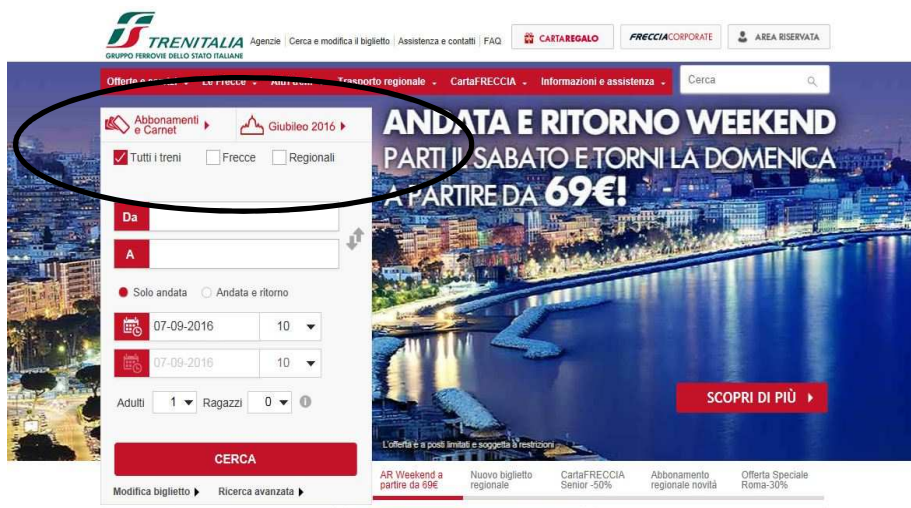 TRENITALIA
GRUPPO FERROVIE DELLO STATO ITALIANE
Agenzie Cerca e modifica il biglietto Assistenza e contatti FAQ
CARTAREGALO
FRECCIACORPORATE
AREA RISERVATA
Offerte e Le Frecce Altri Trasporto regionale CartaFRECCIA Informazioni e assistenza
Cerca
Abbonamenti
e Carnet
Giubileo 2016
Tutti i treni Frecce Regionali
Da
A
Solo andata Andata e ritorno
07-09-2016 10
07-09-2016 10
Adulti 1 Ragazzi 0
CERCA
Modifica biglietto Ricerca avanzata
ANDATA E RITORNO WEEKEND
PARTI IL SABATO E TORNI LA DOMENICA
A PARTIRE DA 69€!
SCOPRI DI PIÙ
L'offerta è a posti limitati e soggetta a restrizioni
AR Weekend a
partire da 69€
Nuovo biglietto
regionale
CartaFRECCIA
Senior -50%
Abbonamento
regionale novità
Offerta Speciale
Roma-30%